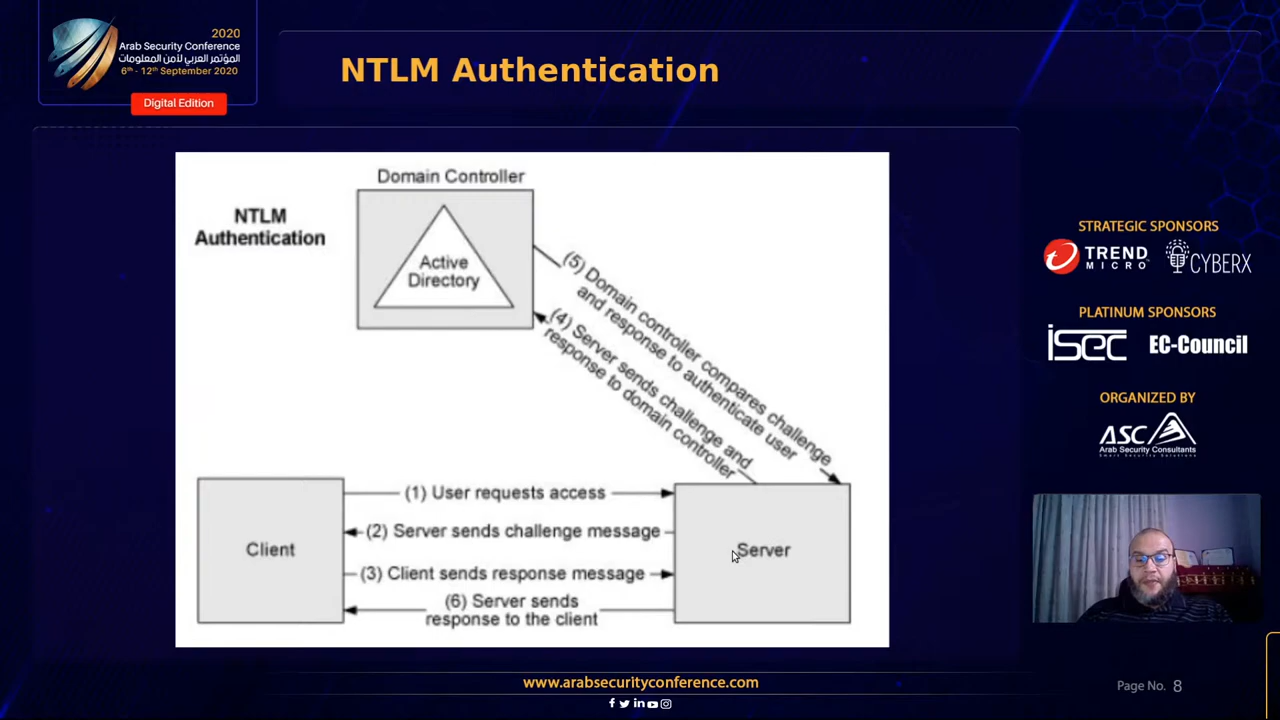 2020
Arab Security Conference
المؤتمر العربي لأمن المعلومات
6th - 12th September 2020
Digital Edition
NTLM Authentication
Domain Controller
NTLM
Authentication
Active
Directory
(5) Domain controller compares challenge
and response to authenticate user
(4) Server sends challenge and
response to domain controller
(1) User requests access
(2) Server sends challenge message
Client
Server
(3) Client sends response message
(6) Server sends
response to the client
STRATEGIC SPONSORS
TREND
MICRO
CYBERX
PLATINUM SPONSORS
isec
EC-Council
ORGANIZED BY
ASC
Arab Security Consultants
Smart Security Solutions
www.arabsecurityconference.com
Page No. 8